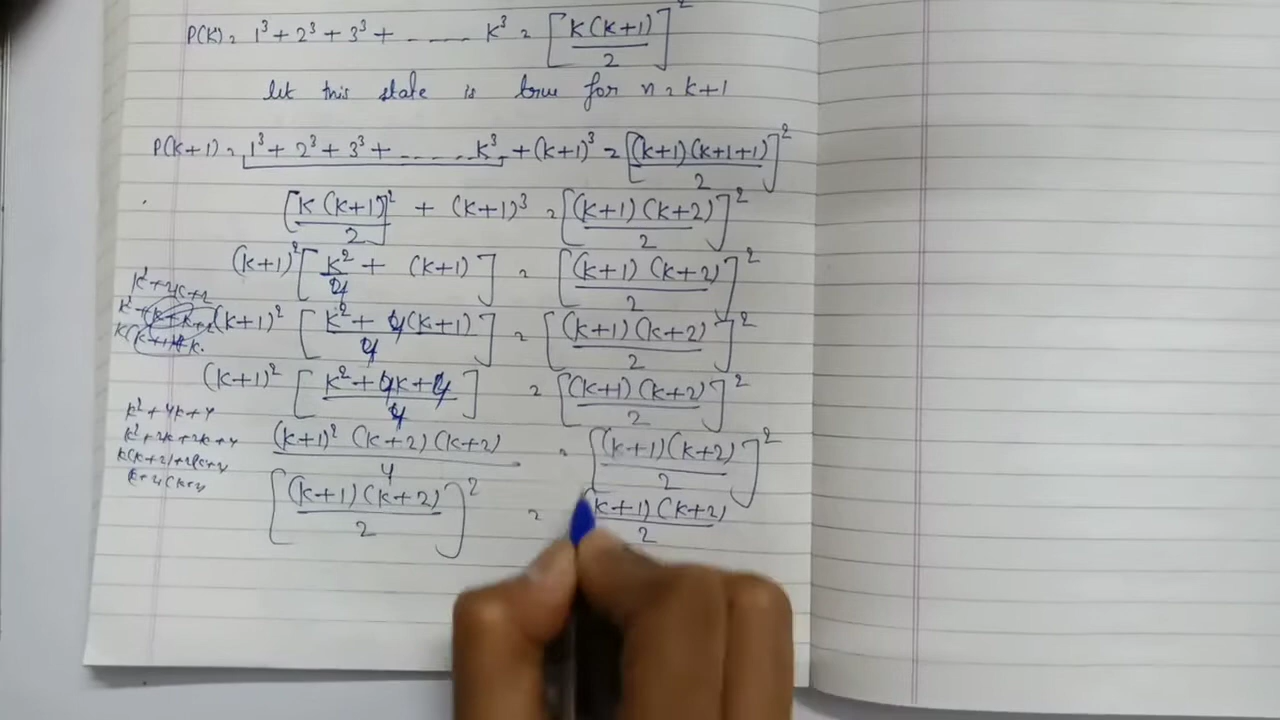 P(K) = 1³ + 2³ + 3³ + ...... K³ = [K(K+1)/2]²
let this state is true for n = k+1
P(K+1) = 1³ + 2³ + 3³ + ...... K³ + (K+1)³ = [(K+1)(K+1+1)/2]²
[K(K+1)/2]² + (K+1)³ = [(K+1)(K+2)/2]²
(K+1)² [K²/4 + (K+1)] = [(K+1)(K+2)/2]²
(K+1)² [K² + 4(K+1)/4] = [(K+1)(K+2)/2]²
(K+1)² [K² + 4K + 4/4] = [(K+1)(K+2)/2]²
K² + 4K + 4
K² + 2K + 2K + 4
(K+1)² (K+2)(K+2)/4 = [(K+1)(K+2)/2]²
[(K+1)(K+2)/2]² = (K+1)(K+2)/2